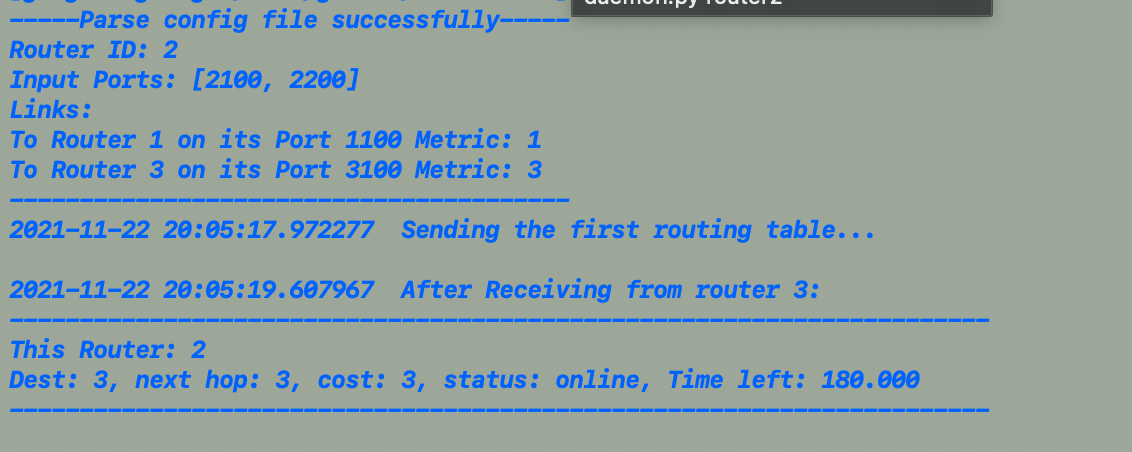 -----Parse config file successfully-----
daemon.py router2
Router ID: 2
Input Ports: [2100, 2200]
Links:
To Router 1 on its Port 1100 Metric: 1
To Router 3 on its Port 3100 Metric: 3
----------------------------------------
2021-11-22 20:05:17.972277  Sending the first routing table...
2021-11-22 20:05:19.607967  After Receiving from router 3:
----------------------------------------------------------------------
This Router: 2
Dest: 3, next hop: 3, cost: 3, status: online, Time left: 180.000
----------------------------------------------------------------------